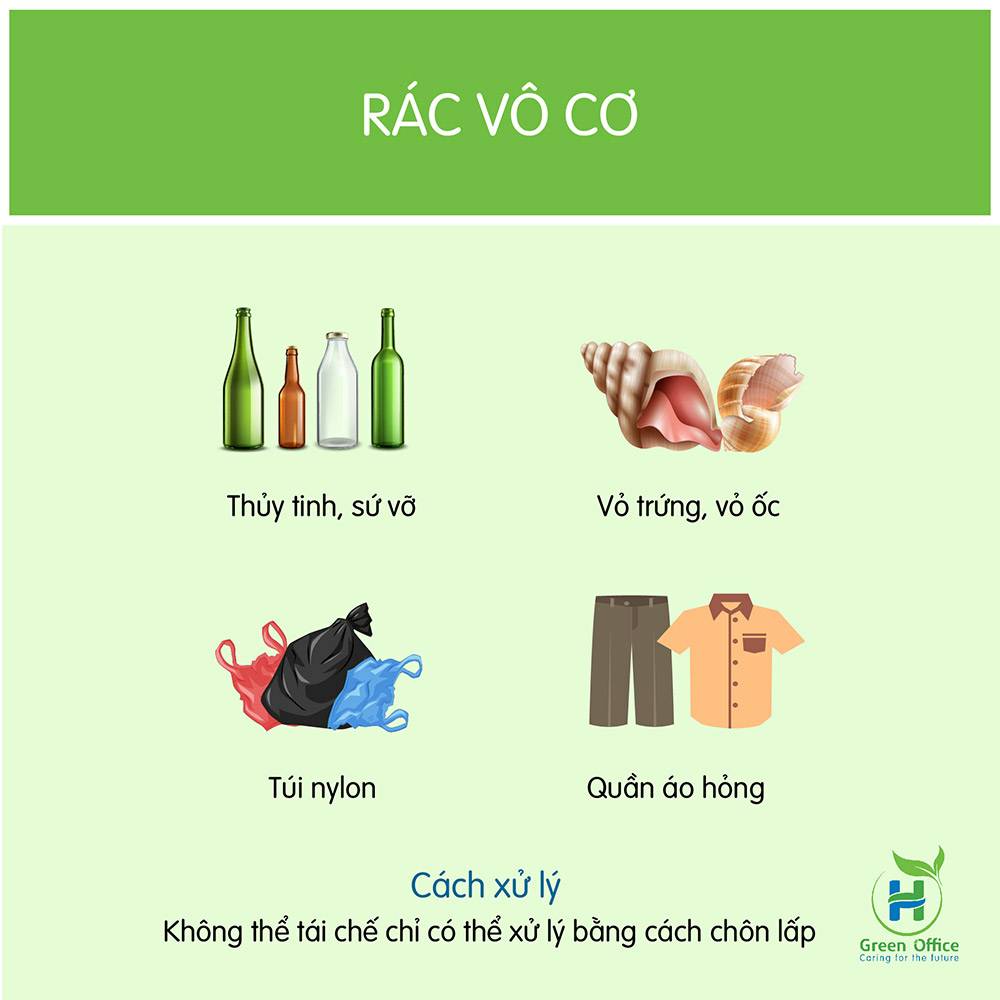 RÁC VÔ CƠ
Thủy tinh, sứ vỡ
Vỏ trứng, vỏ ốc
Túi nylon
Quần áo hỏng
Cách xử lý
Không thể tái chế chỉ có thể xử lý bằng cách chôn lấp
H
Green Office
Caring for the future